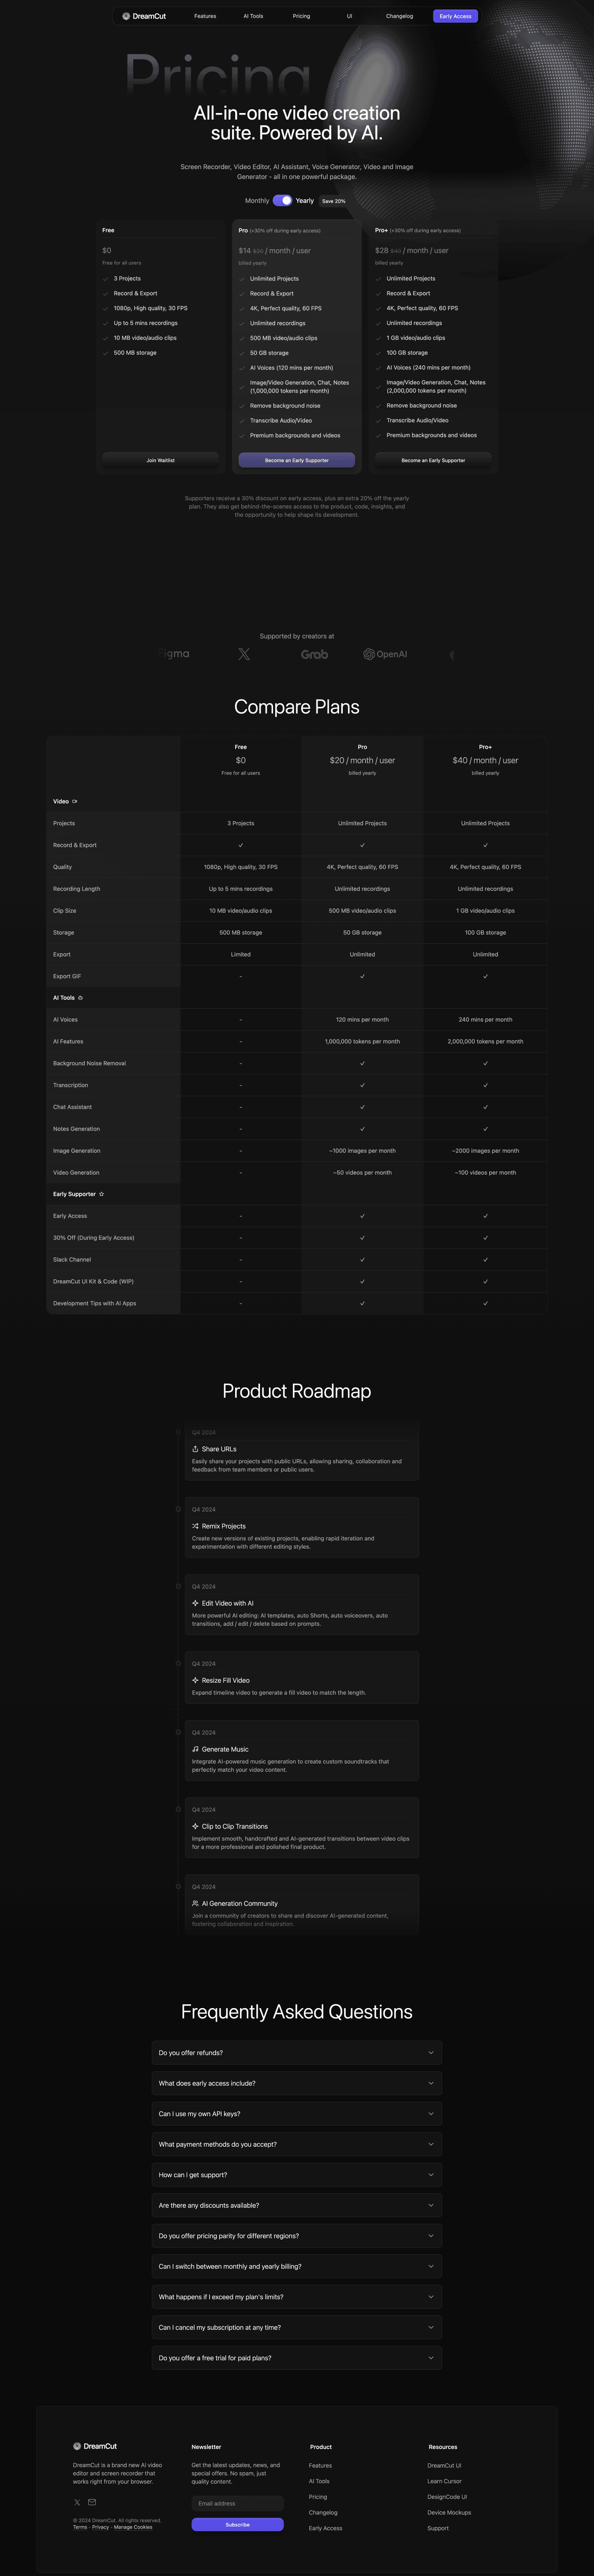 DreamCut
Features
AI Tools
Pricing
UI
Changelog
Early Access
Pricing
All-in-one video creation
suite. Powered by AI.
Screen Recorder, Video Editor, AI Assistant, Voice Generator, Video and Image
Generator - all in one powerful package.
Monthly
Yearly
Save 20%
Free
$0
Free for all users
3 Projects
Record & Export
1080p, High quality, 30 FPS
Up to 5 mins recordings
10 MB video/audio clips
500 MB storage
Join Waitlist
Pro (+30% off during early access)
$14 $20 / month / user
billed yearly
Unlimited Projects
Record & Export
4K, Perfect quality, 60 FPS
Unlimited recordings
500 MB video/audio clips
50 GB storage
AI Voices (120 mins per month)
Image/Video Generation, Chat, Notes
(1,000,000 tokens per month)
Remove background noise
Transcribe Audio/Video
Premium backgrounds and videos
Become an Early Supporter
Pro+ (+30% off during early access)
$28 $40 / month / user
billed yearly
Unlimited Projects
Record & Export
4K, Perfect quality, 60 FPS
Unlimited recordings
1 GB video/audio clips
100 GB storage
AI Voices (240 mins per month)
Image/Video Generation, Chat, Notes
(2,000,000 tokens per month)
Remove background noise
Transcribe Audio/Video
Premium backgrounds and videos
Become an Early Supporter
Supporters receive a 30% discount on early access, plus an extra 20% off the yearly
plan. They also get behind-the-scenes access to the product, code, insights, and
the opportunity to help shape its development.
Supported by creators at
Figma
X
Grab
OpenAI
Compare Plans
Free Pro Pro+
$0 $20 / month / user $40 / month / user
Free for all users billed yearly billed yearly
Video
Projects 3 Projects Unlimited Projects Unlimited Projects
Record & Export ✓ ✓ ✓
Quality 1080p, High quality, 30 FPS 4K, Perfect quality, 60 FPS 4K, Perfect quality, 60 FPS
Recording Length Up to 5 mins recordings Unlimited recordings Unlimited recordings
Clip Size 10 MB video/audio clips 500 MB video/audio clips 1 GB video/audio clips
Storage 500 MB storage 50 GB storage 100 GB storage
Export Limited Unlimited Unlimited
Export GIF - ✓ ✓
AI Tools
AI Voices - 120 mins per month 240 mins per month
AI Features - 1,000,000 tokens per month 2,000,000 tokens per month
Background Noise Removal - ✓ ✓
Transcription - ✓ ✓
Chat Assistant - ✓ ✓
Notes Generation - ✓ ✓
Image Generation - ~1000 images per month ~2000 images per month
Video Generation - ~50 videos per month ~100 videos per month
Early Supporter
Early Access - ✓ ✓
30% Off (During Early Access) - ✓ ✓
Slack Channel - ✓ ✓
DreamCut UI Kit & Code (WIP) - ✓ ✓
Development Tips with AI Apps - ✓ ✓
Product Roadmap
Q4 2024
Share URLs
Easily share your projects with public URLs, allowing sharing, collaboration and
feedback from team members or public users.
Q4 2024
Remix Projects
Create new versions of existing projects, enabling rapid iteration and
experimentation with different editing styles.
Q4 2024
Edit Video with AI
More powerful AI editing: AI templates, auto Shorts, auto voiceovers, auto
transitions, add / edit / delete based on prompts.
Q4 2024
Resize Fill Video
Expand timeline video to generate a fill video to match the length.
Q4 2024
Generate Music
Integrate AI-powered music generation to create custom soundtracks that
perfectly match your video content.
Q4 2024
Clip to Clip Transitions
Implement smooth, handcrafted and AI-generated transitions between video clips
for a more professional and polished final product.
Q4 2024
AI Generation Community
Join a community of creators to share and discover AI-generated content,
fostering collaboration and inspiration.
Frequently Asked Questions
Do you offer refunds?
What does early access include?
Can I use my own API keys?
What payment methods do you accept?
How can I get support?
Are there any discounts available?
Do you offer pricing parity for different regions?
Can I switch between monthly and yearly billing?
What happens if I exceed my plan's limits?
Can I cancel my subscription at any time?
Do you offer a free trial for paid plans?
DreamCut
DreamCut is a brand new AI video
editor and screen recorder that
works right from your browser.
© 2024 DreamCut. All rights reserved.
Terms - Privacy - Manage Cookies
Newsletter
Get the latest updates, news, and
special offers. No spam, just
quality content.
Email address
Subscribe
Product
Features
AI Tools
Pricing
Changelog
Early Access
Resources
DreamCut UI
Learn Cursor
DesignCode UI
Device Mockups
Support